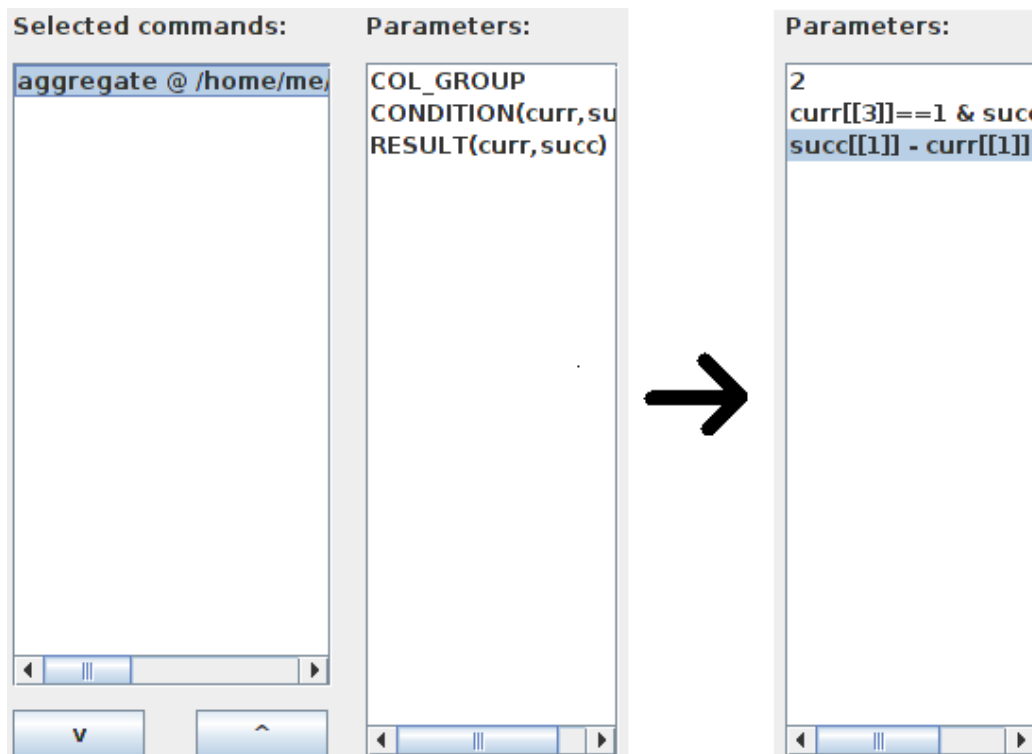 Selected commands:
aggregate @ /home/me/
v
^
Parameters:
COL_GROUP
CONDITION(curr,su
RESULT(curr,succ)
Parameters:
2
curr[[3]]==1 & succ
succ[[1]] - curr[[1]]